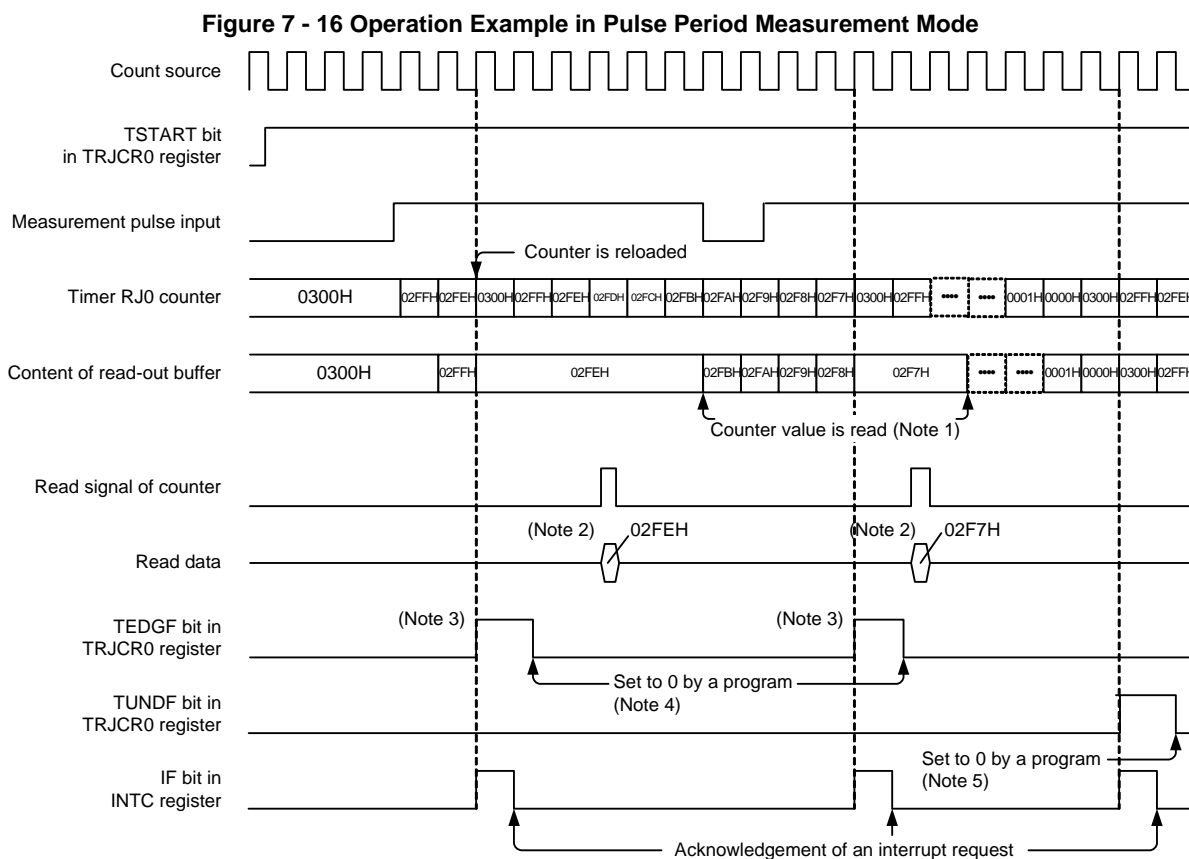 Figure 7 - 16 Operation Example in Pulse Period Measurement Mode
Count source
TSTART bit
in TRJCR0 register
Measurement pulse input
Counter is reloaded
Timer RJ0 counter
0300H 02FFH 02FEH 0300H 02FFH 02FEH 02FDH 02FCH 02FBH 02FAH 02F9H 02F8H 02F7H 0300H 02FFH •••• •••• 0001H 0000H 0300H 02FFH 02FEH
Content of read-out buffer
0300H 02FFH 02FEH 02FBH 02FAH 02F9H 02F8H 02F7H •••• •••• 0001H 0000H 0300H 02FFH
Counter value is read (Note 1)
Read signal of counter
(Note 2) 02FEH (Note 2) 02F7H
Read data
TEDGF bit in
TRJCR0 register
(Note 3) (Note 3)
Set to 0 by a program
(Note 4)
TUNDF bit in
TRJCR0 register
Set to 0 by a program
(Note 5)
IF bit in
INTC register
Acknowledgement of an interrupt request